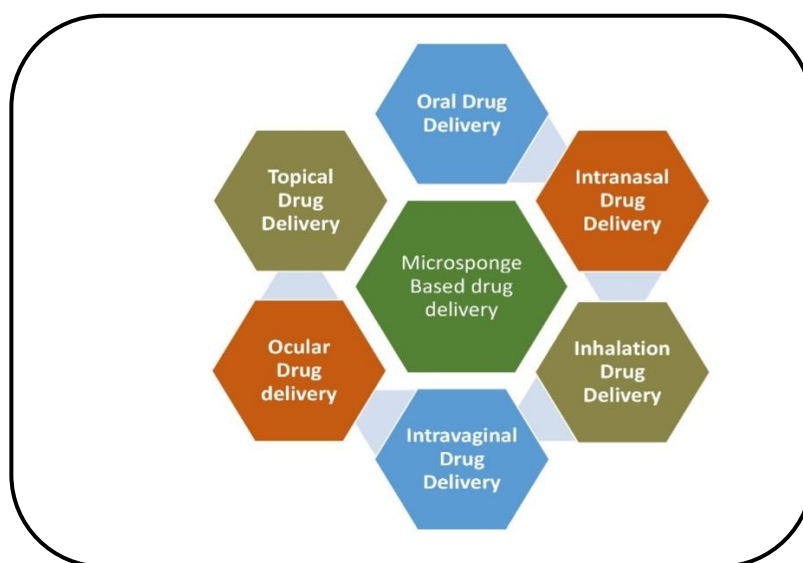 Oral Drug
Delivery
Topical
Drug
Delivery
Intranasal
Drug
Delivery
Microsponge
Based drug
delivery
Ocular
Drug
delivery
Inhalation
Drug
Delivery
Intravaginal
Drug
Delivery